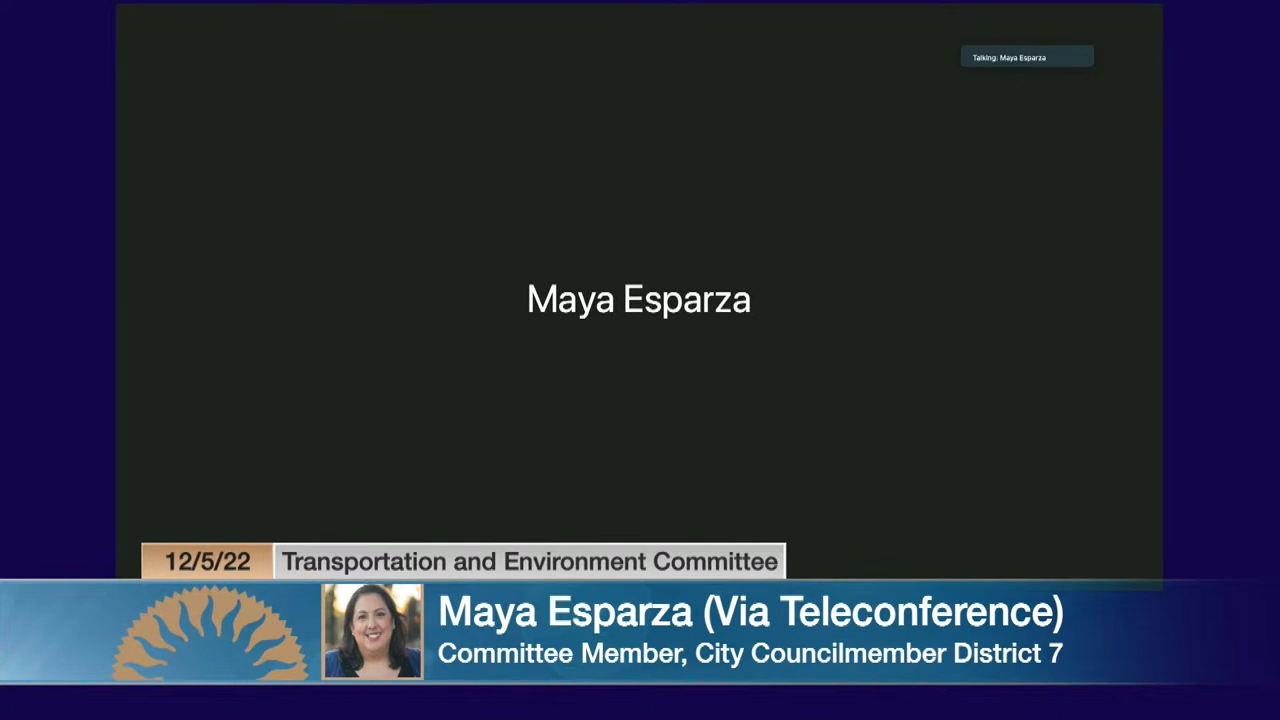 Talking: Maya Esparza
Maya Esparza
12/5/22
Transportation and Environment Committee
Maya Esparza (Via Teleconference)
Committee Member, City Councilmember District 7